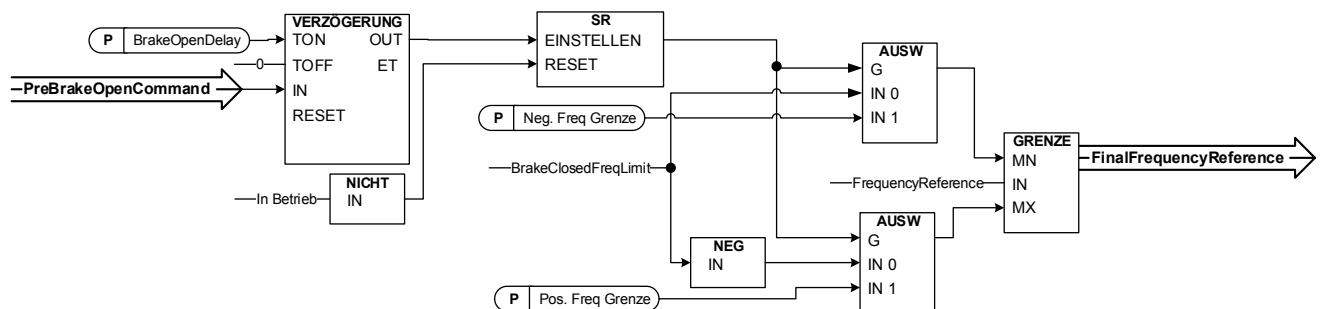 VERZÖGERUNG
P BrakeOpenDelay
TON OUT
0 TOFF ET
PreBrakeOpenCommand IN
RESET
In Betrieb
NICHT
IN
SR
EINSTELLEN
RESET
P Neg. Freq Grenze
BrakeClosedFreqLimit
NEG
IN
P Pos. Freq Grenze
AUSW
G
IN 0
IN 1
AUSW
G
IN 0
IN 1
FrequencyReference
GRENZE
MN
IN
MX
FinalFrequencyReference